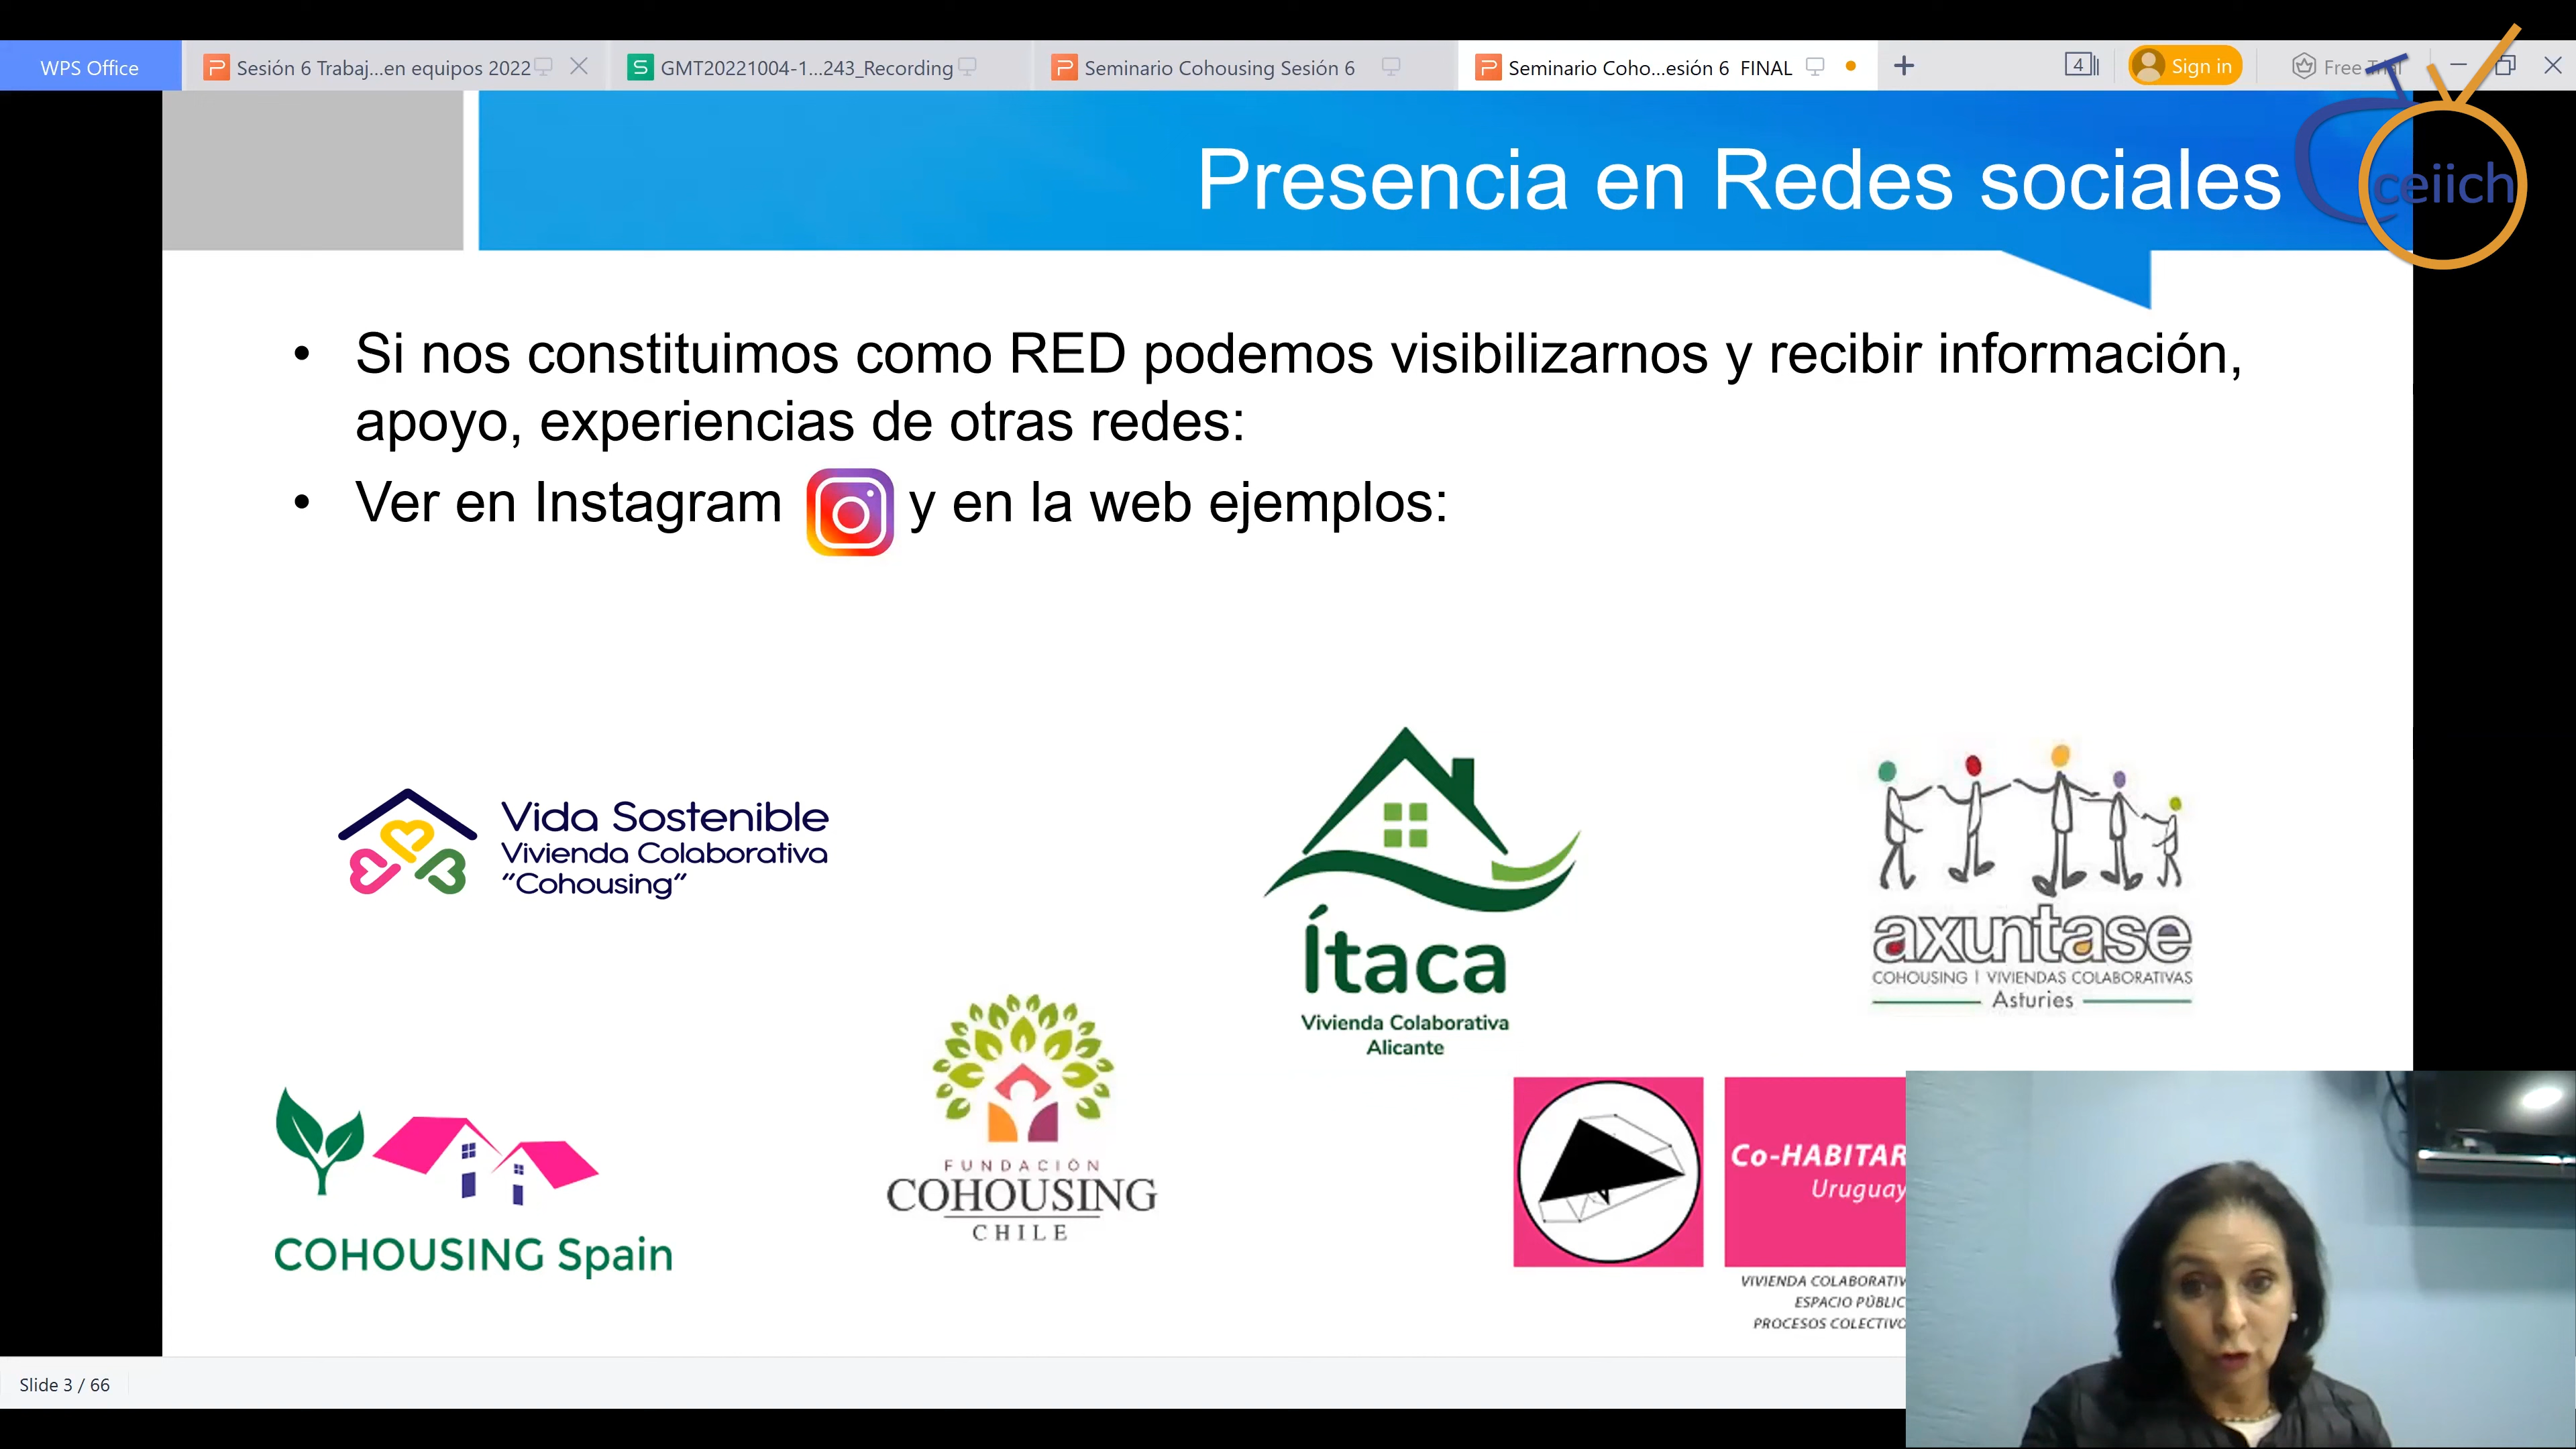 WPS Office
Sesión 6 Trabaj...en equipos 2022
GMT20221004-1...243_Recording
Seminario Cohousing Sesión 6
Seminario Coho...esión 6 FINAL
4
Sign in
Free Trial
ceiich
Presencia en Redes sociales
• Si nos constituimos como RED podemos visibilizarnos y recibir información,
apoyo, experiencias de otras redes:
• Ver en Instagram y en la web ejemplos:
Vida Sostenible
Vivienda Colaborativa
"Cohousing"
Ítaca
Vivienda Colaborativa
Alicante
axuntase
COHOUSING | VIVIENDAS COLABORATIVAS
Asturies
COHOUSING Spain
FUNDACIÓN
COHOUSING
CHILE
Co-HABITAR
Uruguay
VIVIENDA COLABORATIV
ESPACIO PÚBLIC
PROCESOS COLECTIVO
Slide 3 / 66